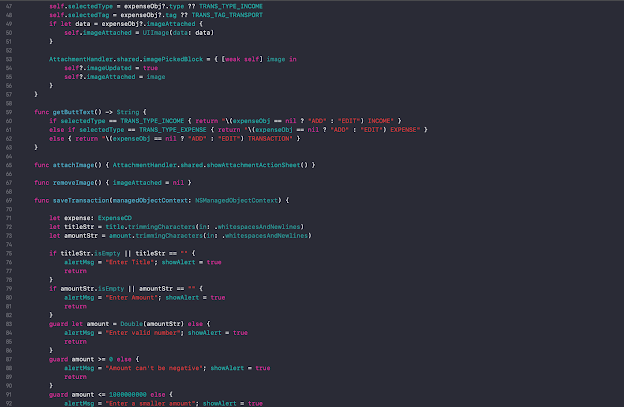 47 self.selectedType = expenseObj?.type ?? TRANS_TYPE_INCOME
48 self.selectedTag = expenseObj?.tag ?? TRANS_TAG_TRANSPORT
49 if let data = expenseObj?.imageAttached {
50 self.imageAttached = UIImage(data: data)
51 }
52
53 AttachmentHandler.shared.imagePickedBlock = { [weak self] image in
54 self?.imageUpdated = true
55 self?.imageAttached = image
56 }
57 }
58
59 func getButtText() -> String {
60 if selectedType == TRANS_TYPE_INCOME { return "\(expenseObj == nil ? "ADD" : "EDIT") INCOME" }
61 else if selectedType == TRANS_TYPE_EXPENSE { return "\(expenseObj == nil ? "ADD" : "EDIT") EXPENSE" }
62 else { return "\(expenseObj == nil ? "ADD" : "EDIT") TRANSACTION" }
63 }
64
65 func attachImage() { AttachmentHandler.shared.showAttachmentActionSheet() }
66
67 func removeImage() { imageAttached = nil }
68
69 func saveTransaction(managedObjectContext: NSManagedObjectContext) {
70
71 let expense: ExpenseCD
72 let titleStr = title.trimmingCharacters(in: .whitespacesAndNewlines)
73 let amountStr = amount.trimmingCharacters(in: .whitespacesAndNewlines)
74
75 if titleStr.isEmpty || titleStr == "" {
76 alertMsg = "Enter Title"; showAlert = true
77 return
78 }
79 if amountStr.isEmpty || amountStr == "" {
80 alertMsg = "Enter Amount"; showAlert = true
81 return
82 }
83 guard let amount = Double(amountStr) else {
84 alertMsg = "Enter valid number"; showAlert = true
85 return
86 }
87 guard amount >= 0 else {
88 alertMsg = "Amount can't be negative"; showAlert = true
89 return
90 }
91 guard amount <= 1000000000 else {
92 alertMsg = "Enter a smaller amount"; showAlert = true